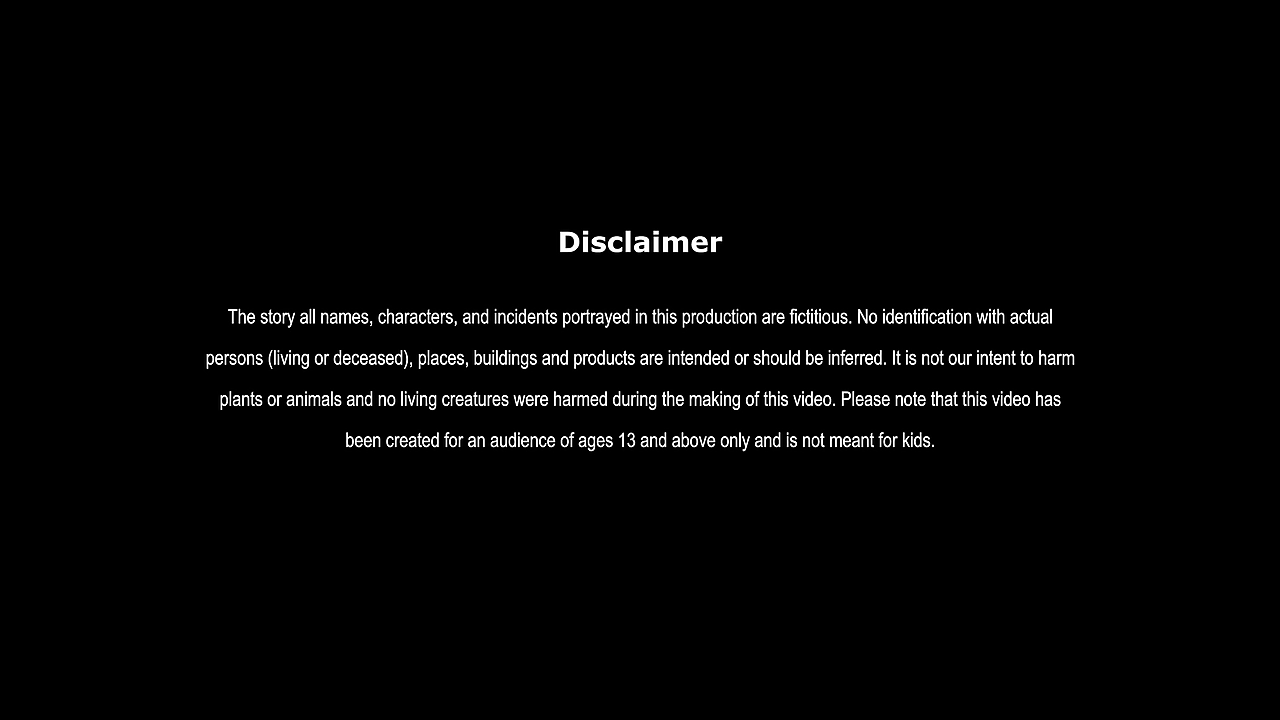 Disclaimer
The story all names, characters, and incidents portrayed in this production are fictitious. No identification with actual
persons (living or deceased), places, buildings and products are intended or should be inferred. It is not our intent to harm
plants or animals and no living creatures were harmed during the making of this video. Please note that this video has
been created for an audience of ages 13 and above only and is not meant for kids.